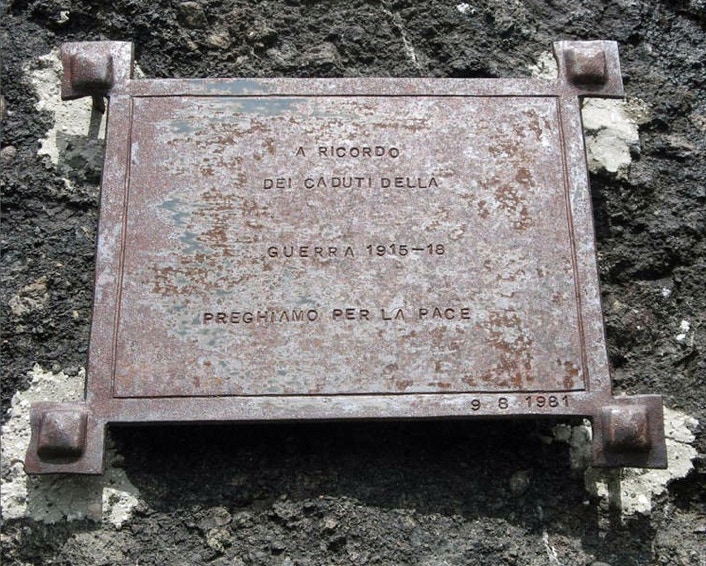 A RICORDO
DEI CADUTI DELLA
GUERRA 1915-18
PREGHIAMO PER LA PACE
9 8 1981